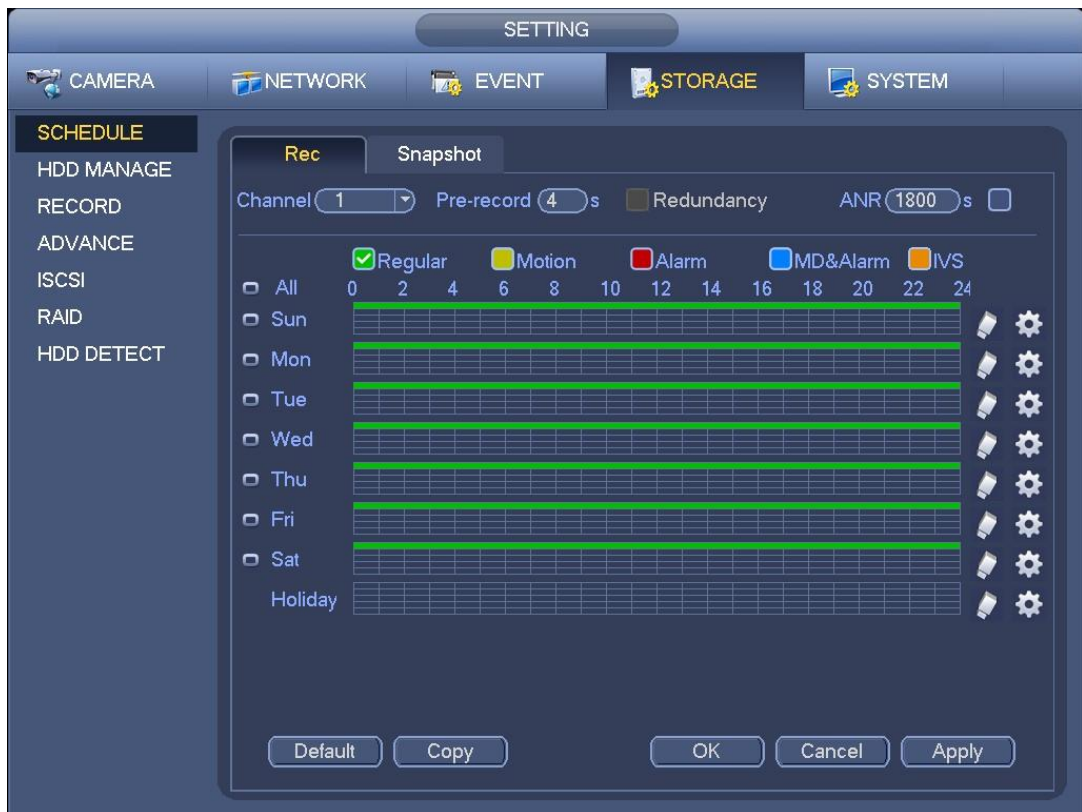 SETTING
CAMERA NETWORK EVENT STORAGE SYSTEM
SCHEDULE
HDD MANAGE
RECORD
ADVANCE
ISCSI
RAID
HDD DETECT
Rec Snapshot
Channel 1 Pre-record 4 s Redundancy ANR 1800 s
Regular Motion Alarm MD&Alarm IVS
All 0 2 4 6 8 10 12 14 16 18 20 22 24
Sun
Mon
Tue
Wed
Thu
Fri
Sat
Holiday
Default Copy OK Cancel Apply